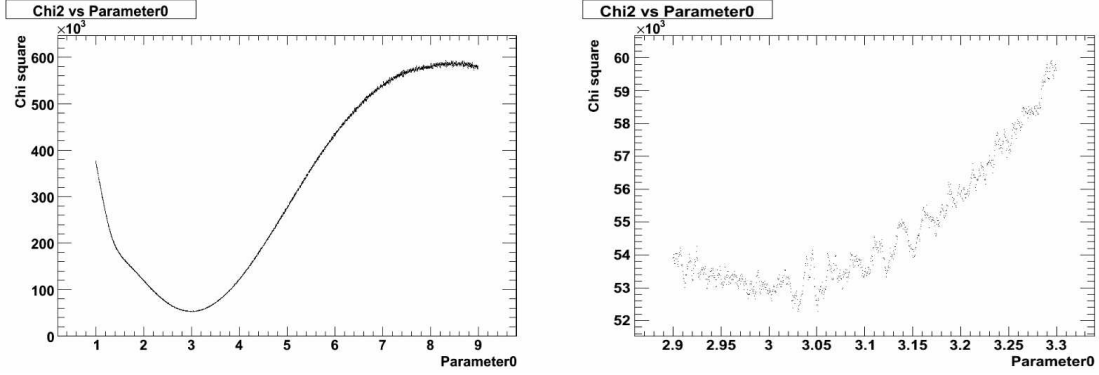 Chi2 vs Parameter0
×10³
Chi square
600
500
400
300
200
100
0
1 2 3 4 5 6 7 8 9
Parameter0
Chi2 vs Parameter0
×10³
Chi square
60
59
58
57
56
55
54
53
52
2.9 2.95 3 3.05 3.1 3.15 3.2 3.25 3.3
Parameter0